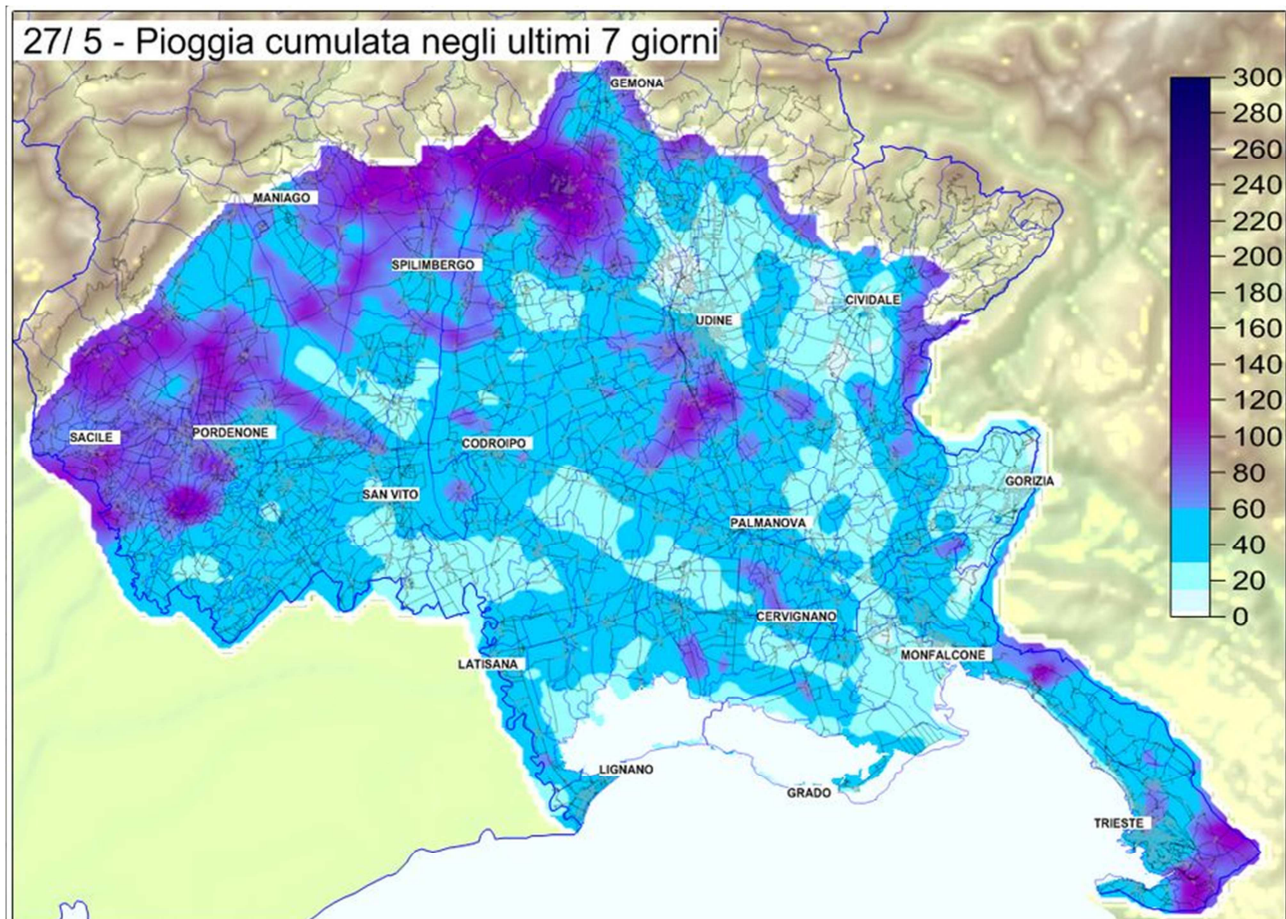 27/ 5 - Pioggia cumulata negli ultimi 7 giorni
GEMONA
300
280
260
240
220
200
180
160
140
120
100
80
60
40
20
0
MANIAGO
SPILIMBERGO
CIVIDALE
UDINE
SACILE
PORDENONE
CODROIPO
SAN VITO
GORIZIA
PALMANOVA
CERVIGNANO
MONFALCONE
LATISANA
LIGNANO
GRADO
TRIESTE